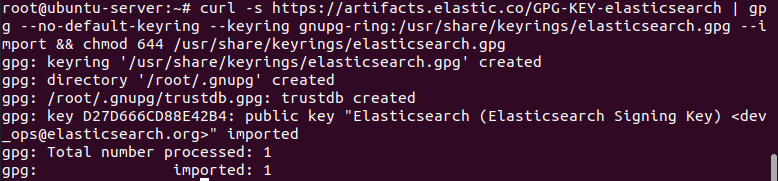 root@ubuntu-server:~# curl -s https://artifacts.elastic.co/GPG-KEY-elasticsearch | gp
g --no-default-keyring --keyring gnupg-ring:/usr/share/keyrings/elasticsearch.gpg --i
mport && chmod 644 /usr/share/keyrings/elasticsearch.gpg
gpg: keyring '/usr/share/keyrings/elasticsearch.gpg' created
gpg: directory '/root/.gnupg' created
gpg: /root/.gnupg/trustdb.gpg: trustdb created
gpg: key D27D666CD88E42B4: public key "Elasticsearch (Elasticsearch Signing Key) <dev
_ops@elasticsearch.org>" imported
gpg: Total number processed: 1
gpg:               imported: 1